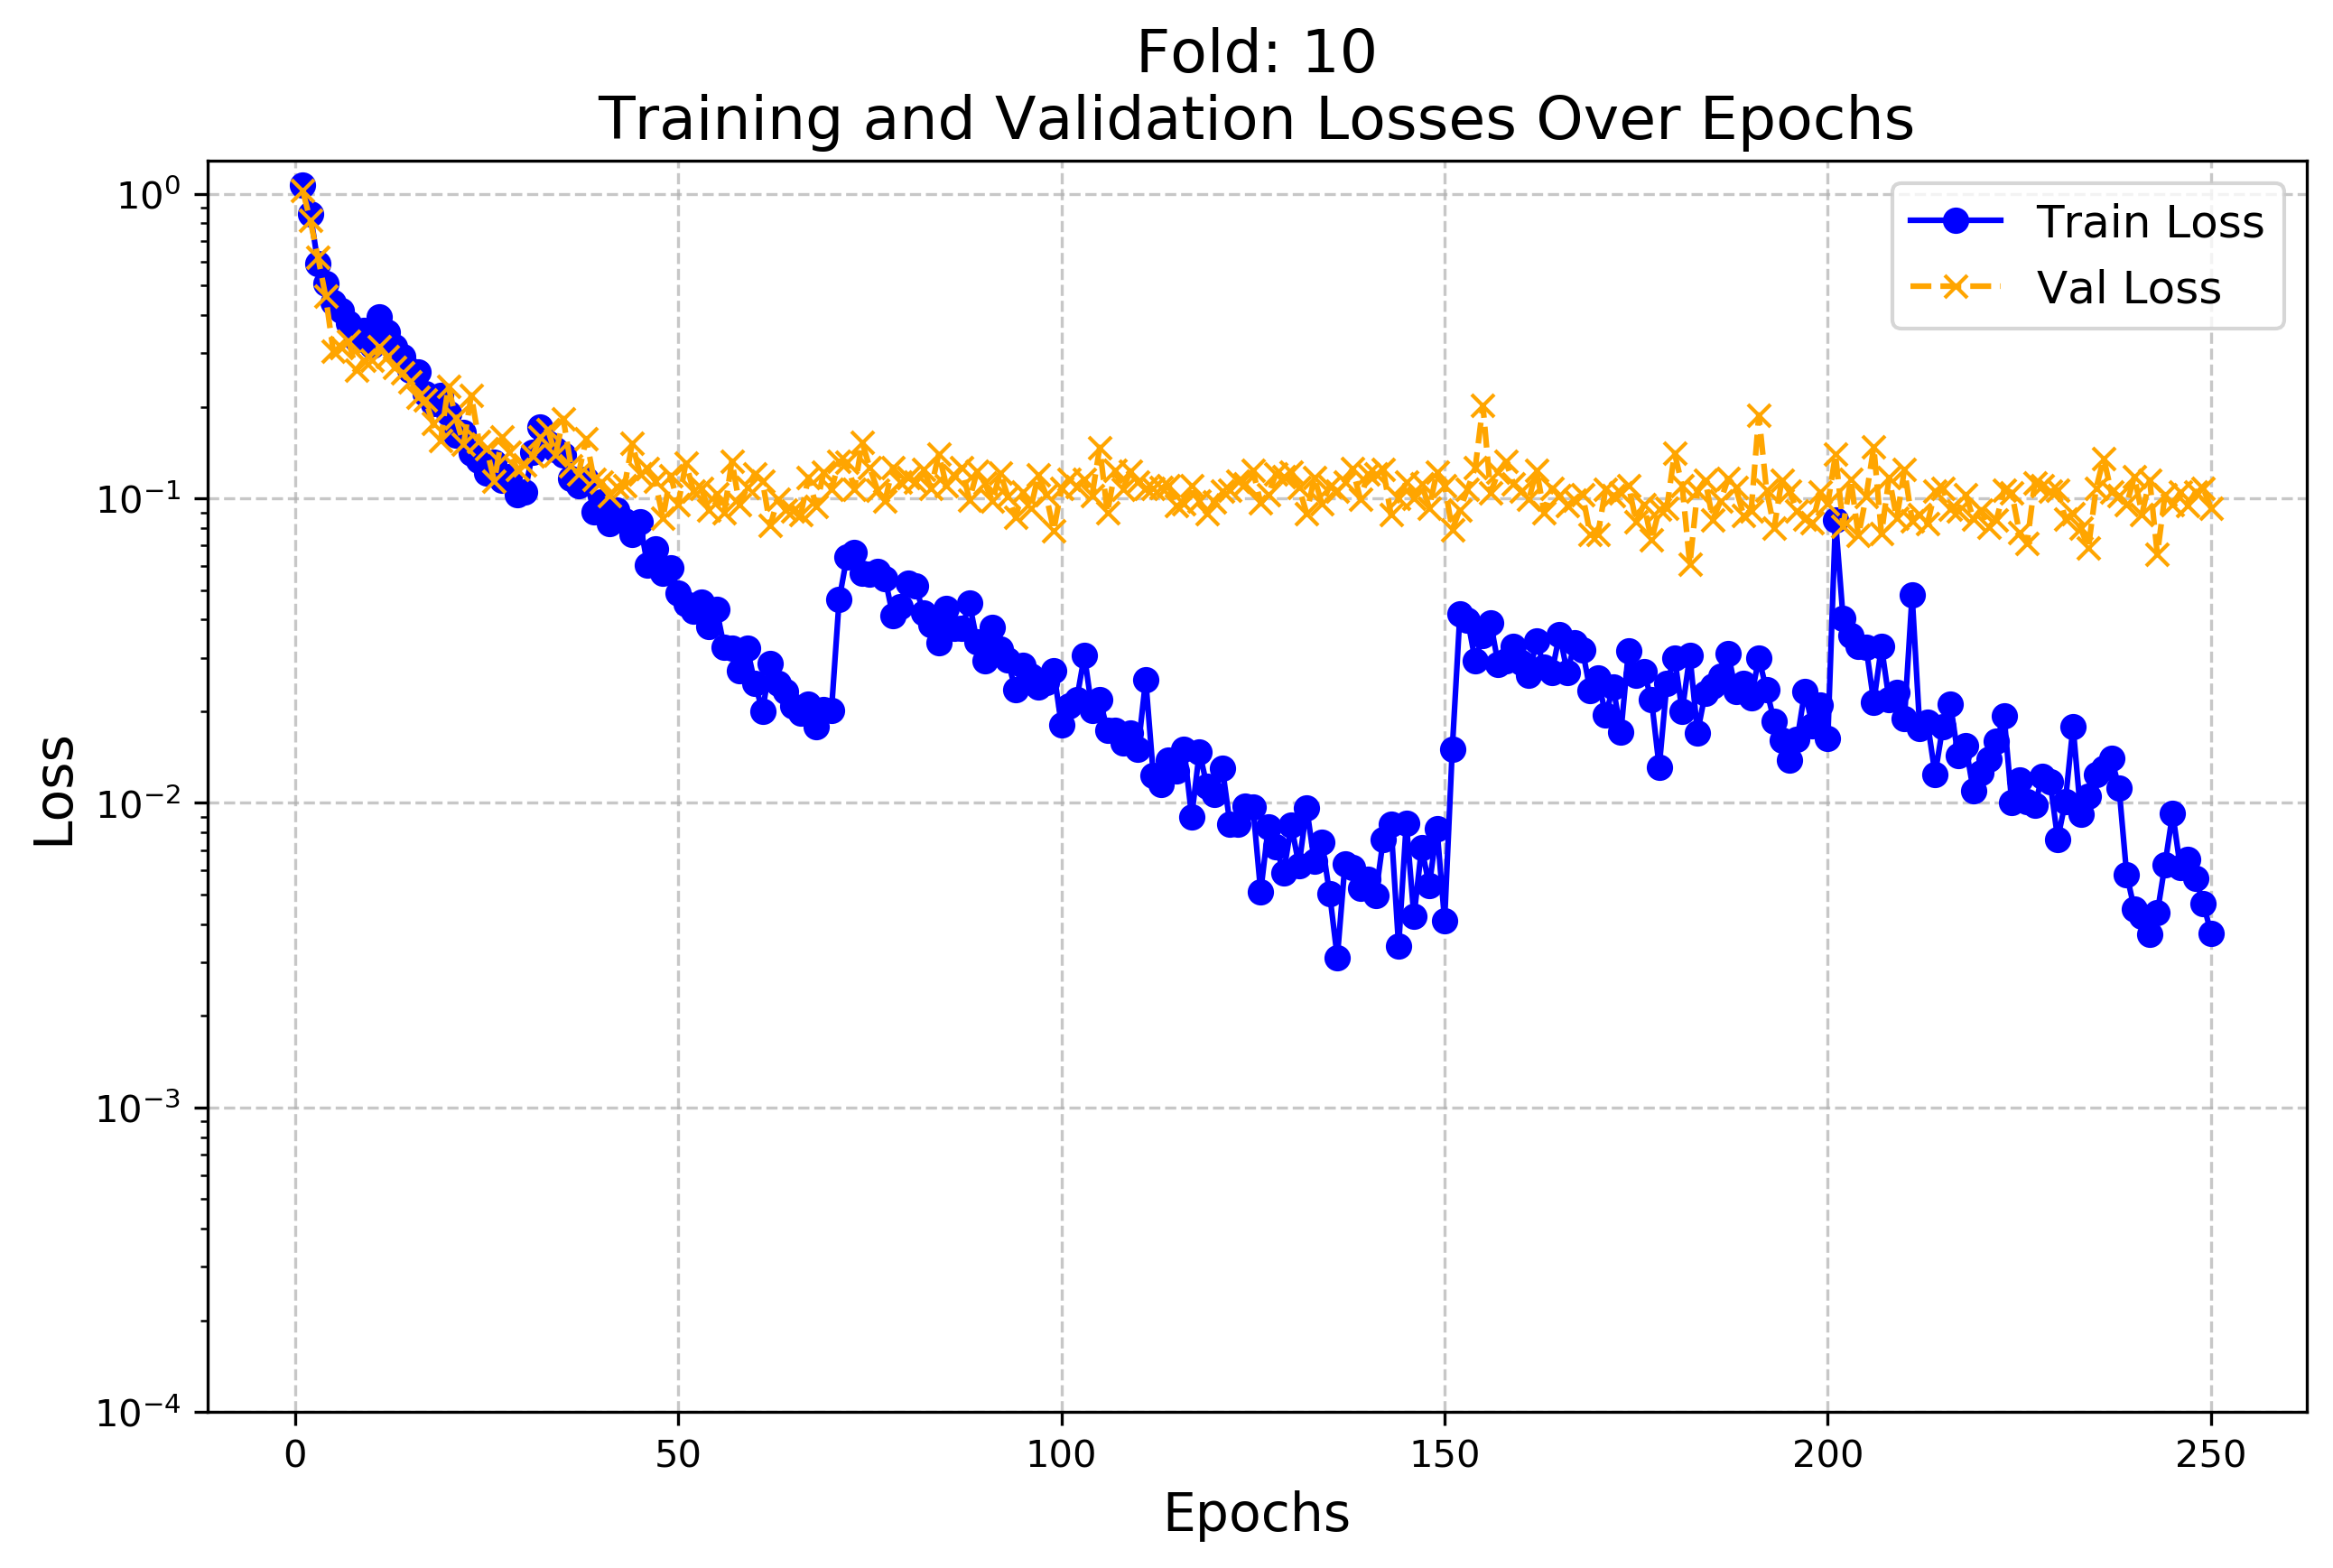 Fold: 10
Training and Validation Losses Over Epochs
Train Loss
Val Loss
10⁰
10⁻¹
10⁻²
10⁻³
10⁻⁴
Loss
0 50 100 150 200 250
Epochs